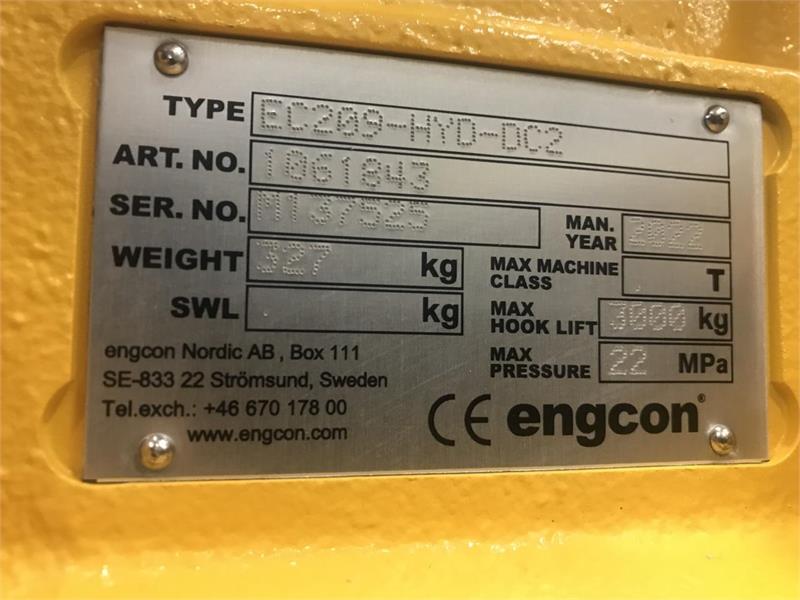 TYPE EC209-HYD-DC2
ART. NO. 1061843
SER. NO. M137525
MAN. YEAR 2022
WEIGHT 327 kg
MAX MACHINE CLASS . T
SWL . kg
MAX HOOK LIFT 3000 kg
MAX PRESSURE 22 MPa
engcon Nordic AB , Box 111
SE-833 22 Strömsund, Sweden
Tel.exch.: +46 670 178 00
www.engcon.com
CE engcon®